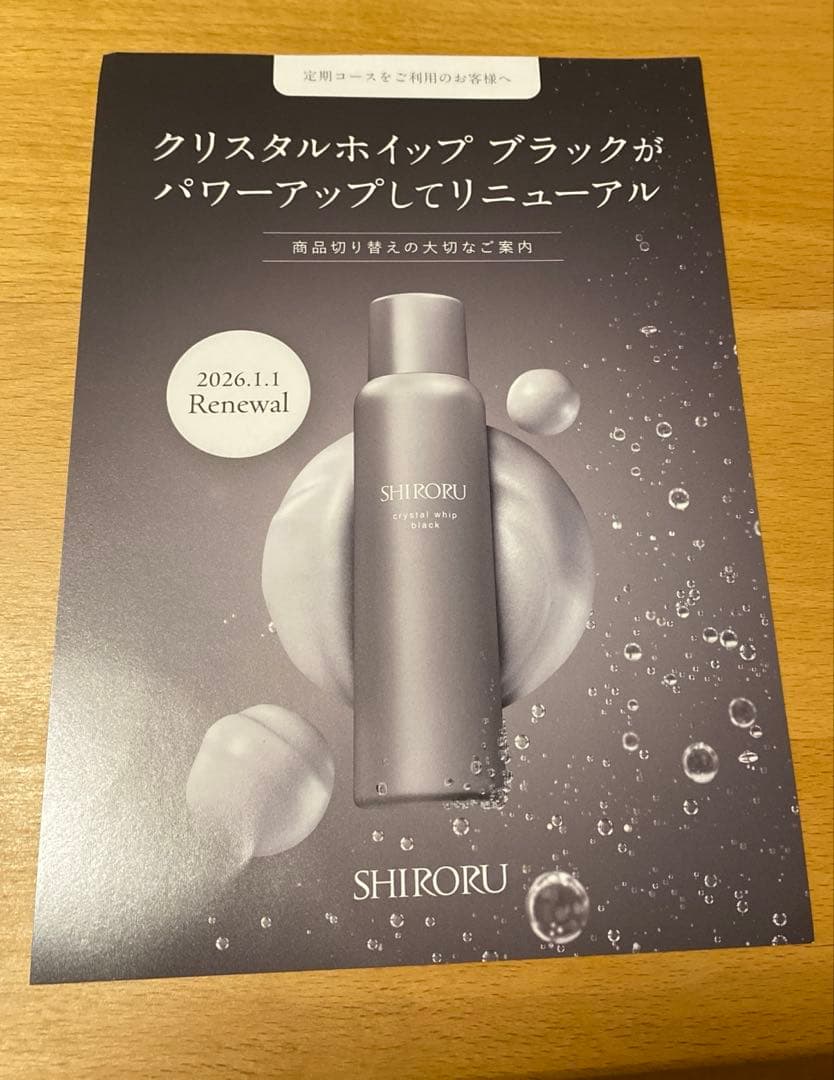 定期コースをご利用のお客様へ
クリスタルホイップ ブラックが
パワーアップしてリニューアル
商品切り替えの大切なご案内
2026.1.1
Renewal
SHIRORU
crystal whip
black
SHIRORU